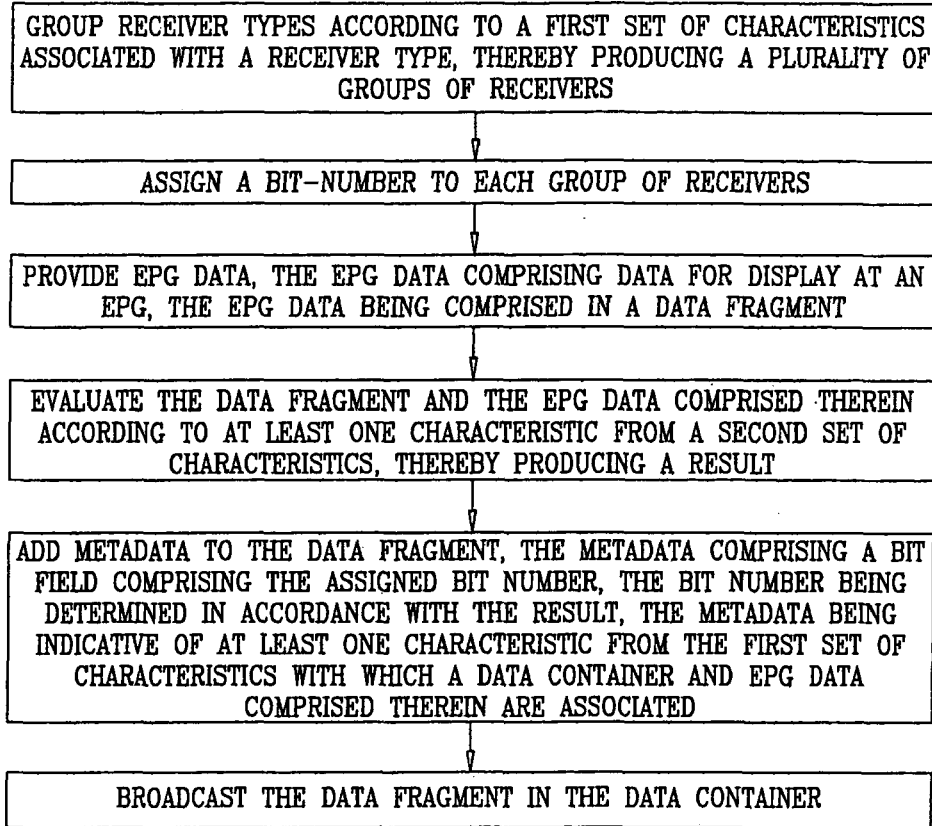 GROUP RECEIVER TYPES ACCORDING TO A FIRST SET OF CHARACTERISTICS
ASSOCIATED WITH A RECEIVER TYPE, THEREBY PRODUCING A PLURALITY OF
GROUPS OF RECEIVERS
ASSIGN A BIT-NUMBER TO EACH GROUP OF RECEIVERS
PROVIDE EPG DATA, THE EPG DATA COMPRISING DATA FOR DISPLAY AT AN
EPG, THE EPG DATA BEING COMPRISED IN A DATA FRAGMENT
EVALUATE THE DATA FRAGMENT AND THE EPG DATA COMPRISED THEREIN
ACCORDING TO AT LEAST ONE CHARACTERISTIC FROM A SECOND SET OF
CHARACTERISTICS, THEREBY PRODUCING A RESULT
ADD METADATA TO THE DATA FRAGMENT, THE METADATA COMPRISING A BIT
FIELD COMPRISING THE ASSIGNED BIT NUMBER, THE BIT NUMBER BEING
DETERMINED IN ACCORDANCE WITH THE RESULT, THE METADATA BEING
INDICATIVE OF AT LEAST ONE CHARACTERISTIC FROM THE FIRST SET OF
CHARACTERISTICS WITH WHICH A DATA CONTAINER AND EPG DATA
COMPRISED THEREIN ARE ASSOCIATED
BROADCAST THE DATA FRAGMENT IN THE DATA CONTAINER